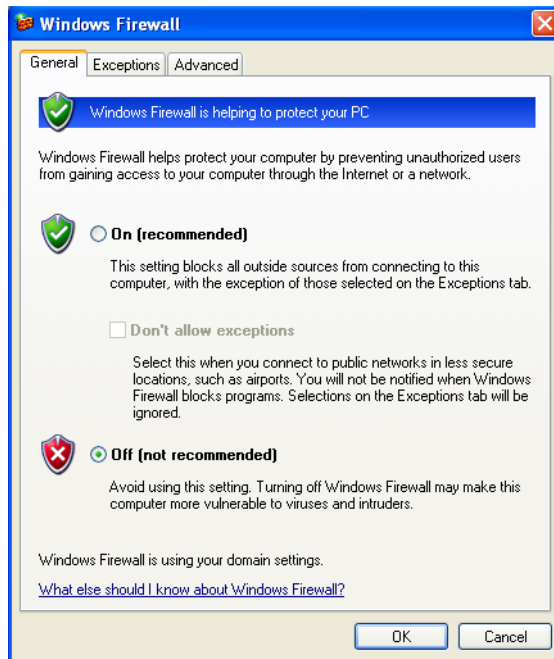 Windows Firewall
General Exceptions Advanced
Windows Firewall is helping to protect your PC
Windows Firewall helps protect your computer by preventing unauthorized users
from gaining access to your computer through the Internet or a network.
On (recommended)
This setting blocks all outside sources from connecting to this
computer, with the exception of those selected on the Exceptions tab.
Don't allow exceptions
Select this when you connect to public networks in less secure
locations, such as airports. You will not be notified when Windows
Firewall blocks programs. Selections on the Exceptions tab will be
ignored.
Off (not recommended)
Avoid using this setting. Turning off Windows Firewall may make this
computer more vulnerable to viruses and intruders.
Windows Firewall is using your domain settings.
What else should I know about Windows Firewall?
OK Cancel